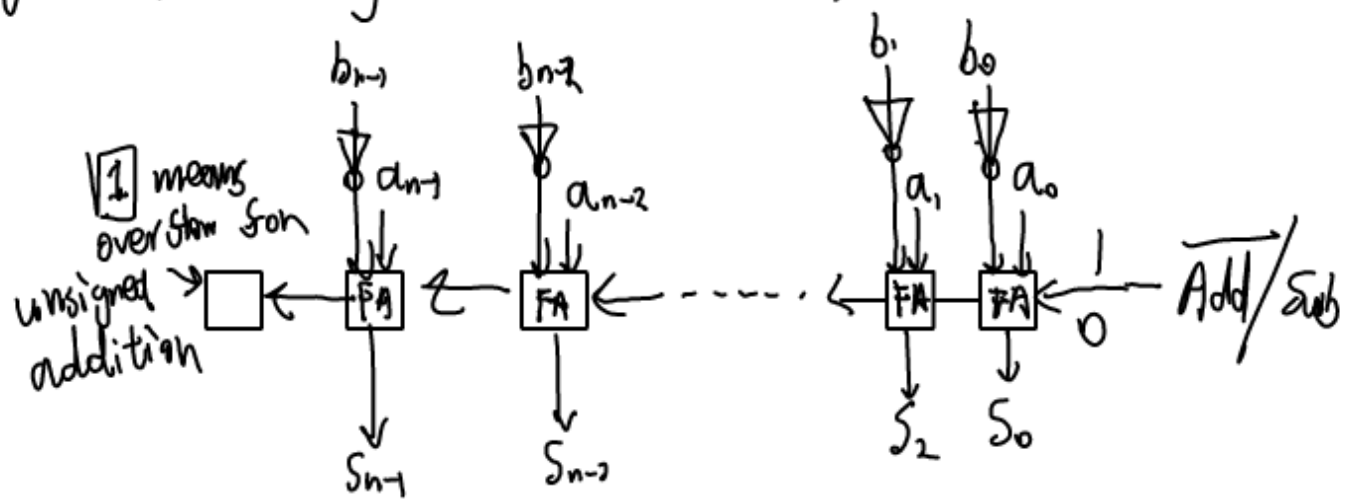 b₁ b₀
bₙ₋₁ bₙ₋₂
1 means
aₙ₋₁ aₙ₋₂ a₁ a₀
overflow for
unsigned
addition
FA FA FA FA
1
0
Add/Sub
Sₙ₋₁ Sₙ₋₂ S₂ S₀